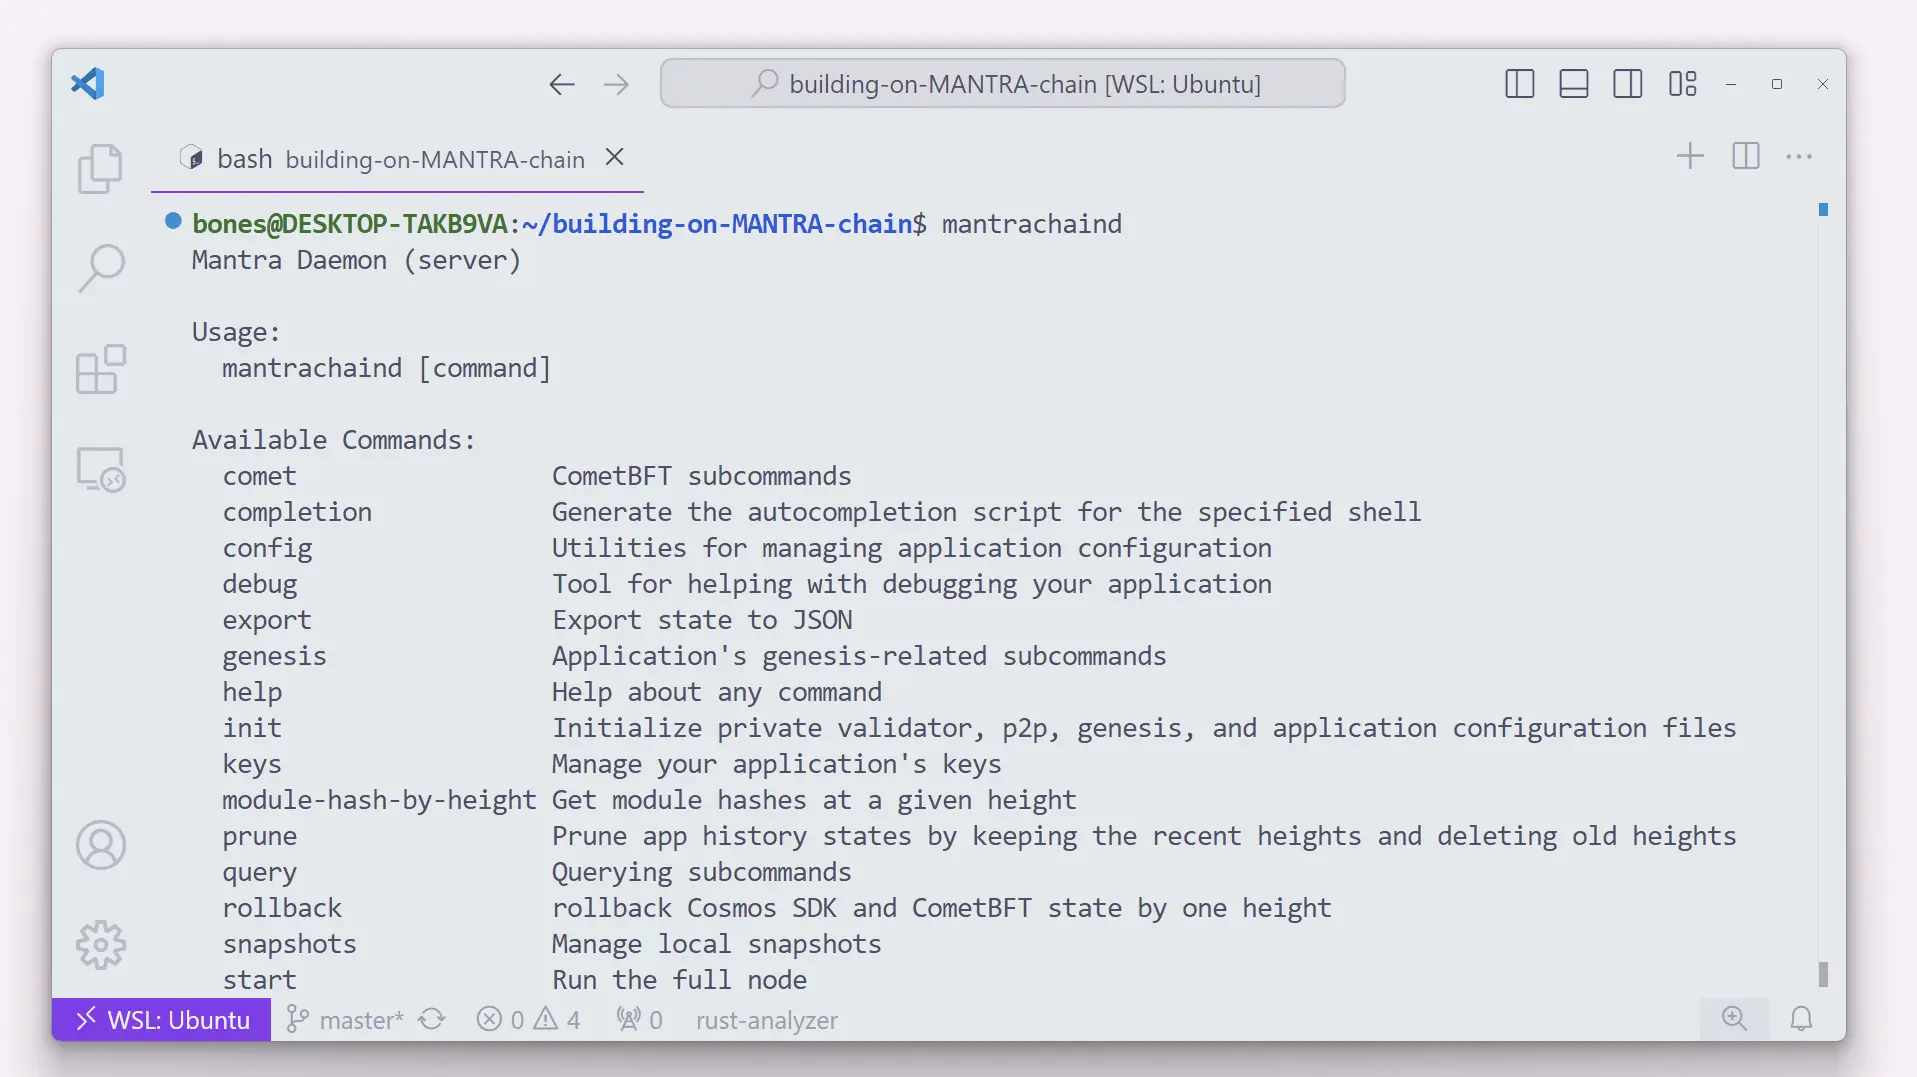 building-on-MANTRA-chain [WSL: Ubuntu]
bash building-on-MANTRA-chain
bones@DESKTOP-TAKB9VA:~/building-on-MANTRA-chain$ mantrachaind
Mantra Daemon (server)
Usage:
  mantrachaind [command]
Available Commands:
  comet                 CometBFT subcommands
  completion            Generate the autocompletion script for the specified shell
  config                Utilities for managing application configuration
  debug                 Tool for helping with debugging your application
  export                Export state to JSON
  genesis               Application's genesis-related subcommands
  help                  Help about any command
  init                  Initialize private validator, p2p, genesis, and application configuration files
  keys                  Manage your application's keys
  module-hash-by-height Get module hashes at a given height
  prune                 Prune app history states by keeping the recent heights and deleting old heights
  query                 Querying subcommands
  rollback              rollback Cosmos SDK and CometBFT state by one height
  snapshots             Manage local snapshots
  start                 Run the full node
WSL: Ubuntu master* 0 4 0 rust-analyzer